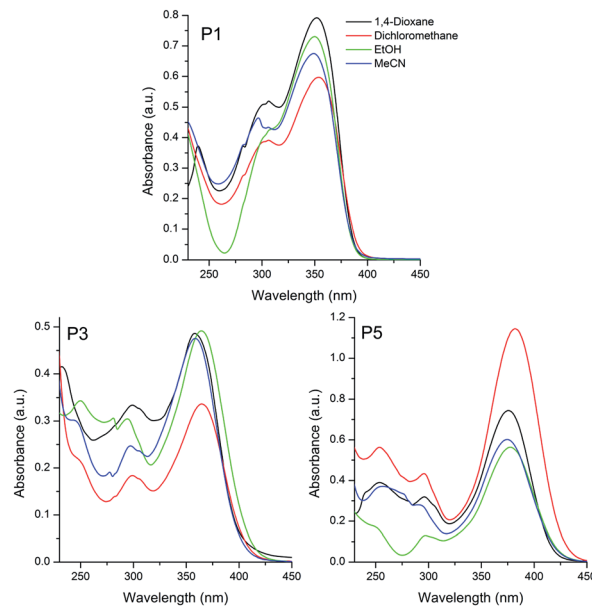 P1
1,4-Dioxane
Dichloromethane
EtOH
MeCN
Absorbance (a.u.)
0.8
0.7
0.6
0.5
0.4
0.3
0.2
0.1
0.0
250 300 350 400 450
Wavelength (nm)
P3
Absorbance (a.u.)
0.5
0.4
0.3
0.2
0.1
0.0
250 300 350 400 450
Wavelength (nm)
P5
Absorbance (a.u.)
1.2
1.0
0.8
0.6
0.4
0.2
0.0
250 300 350 400 450
Wavelength (nm)